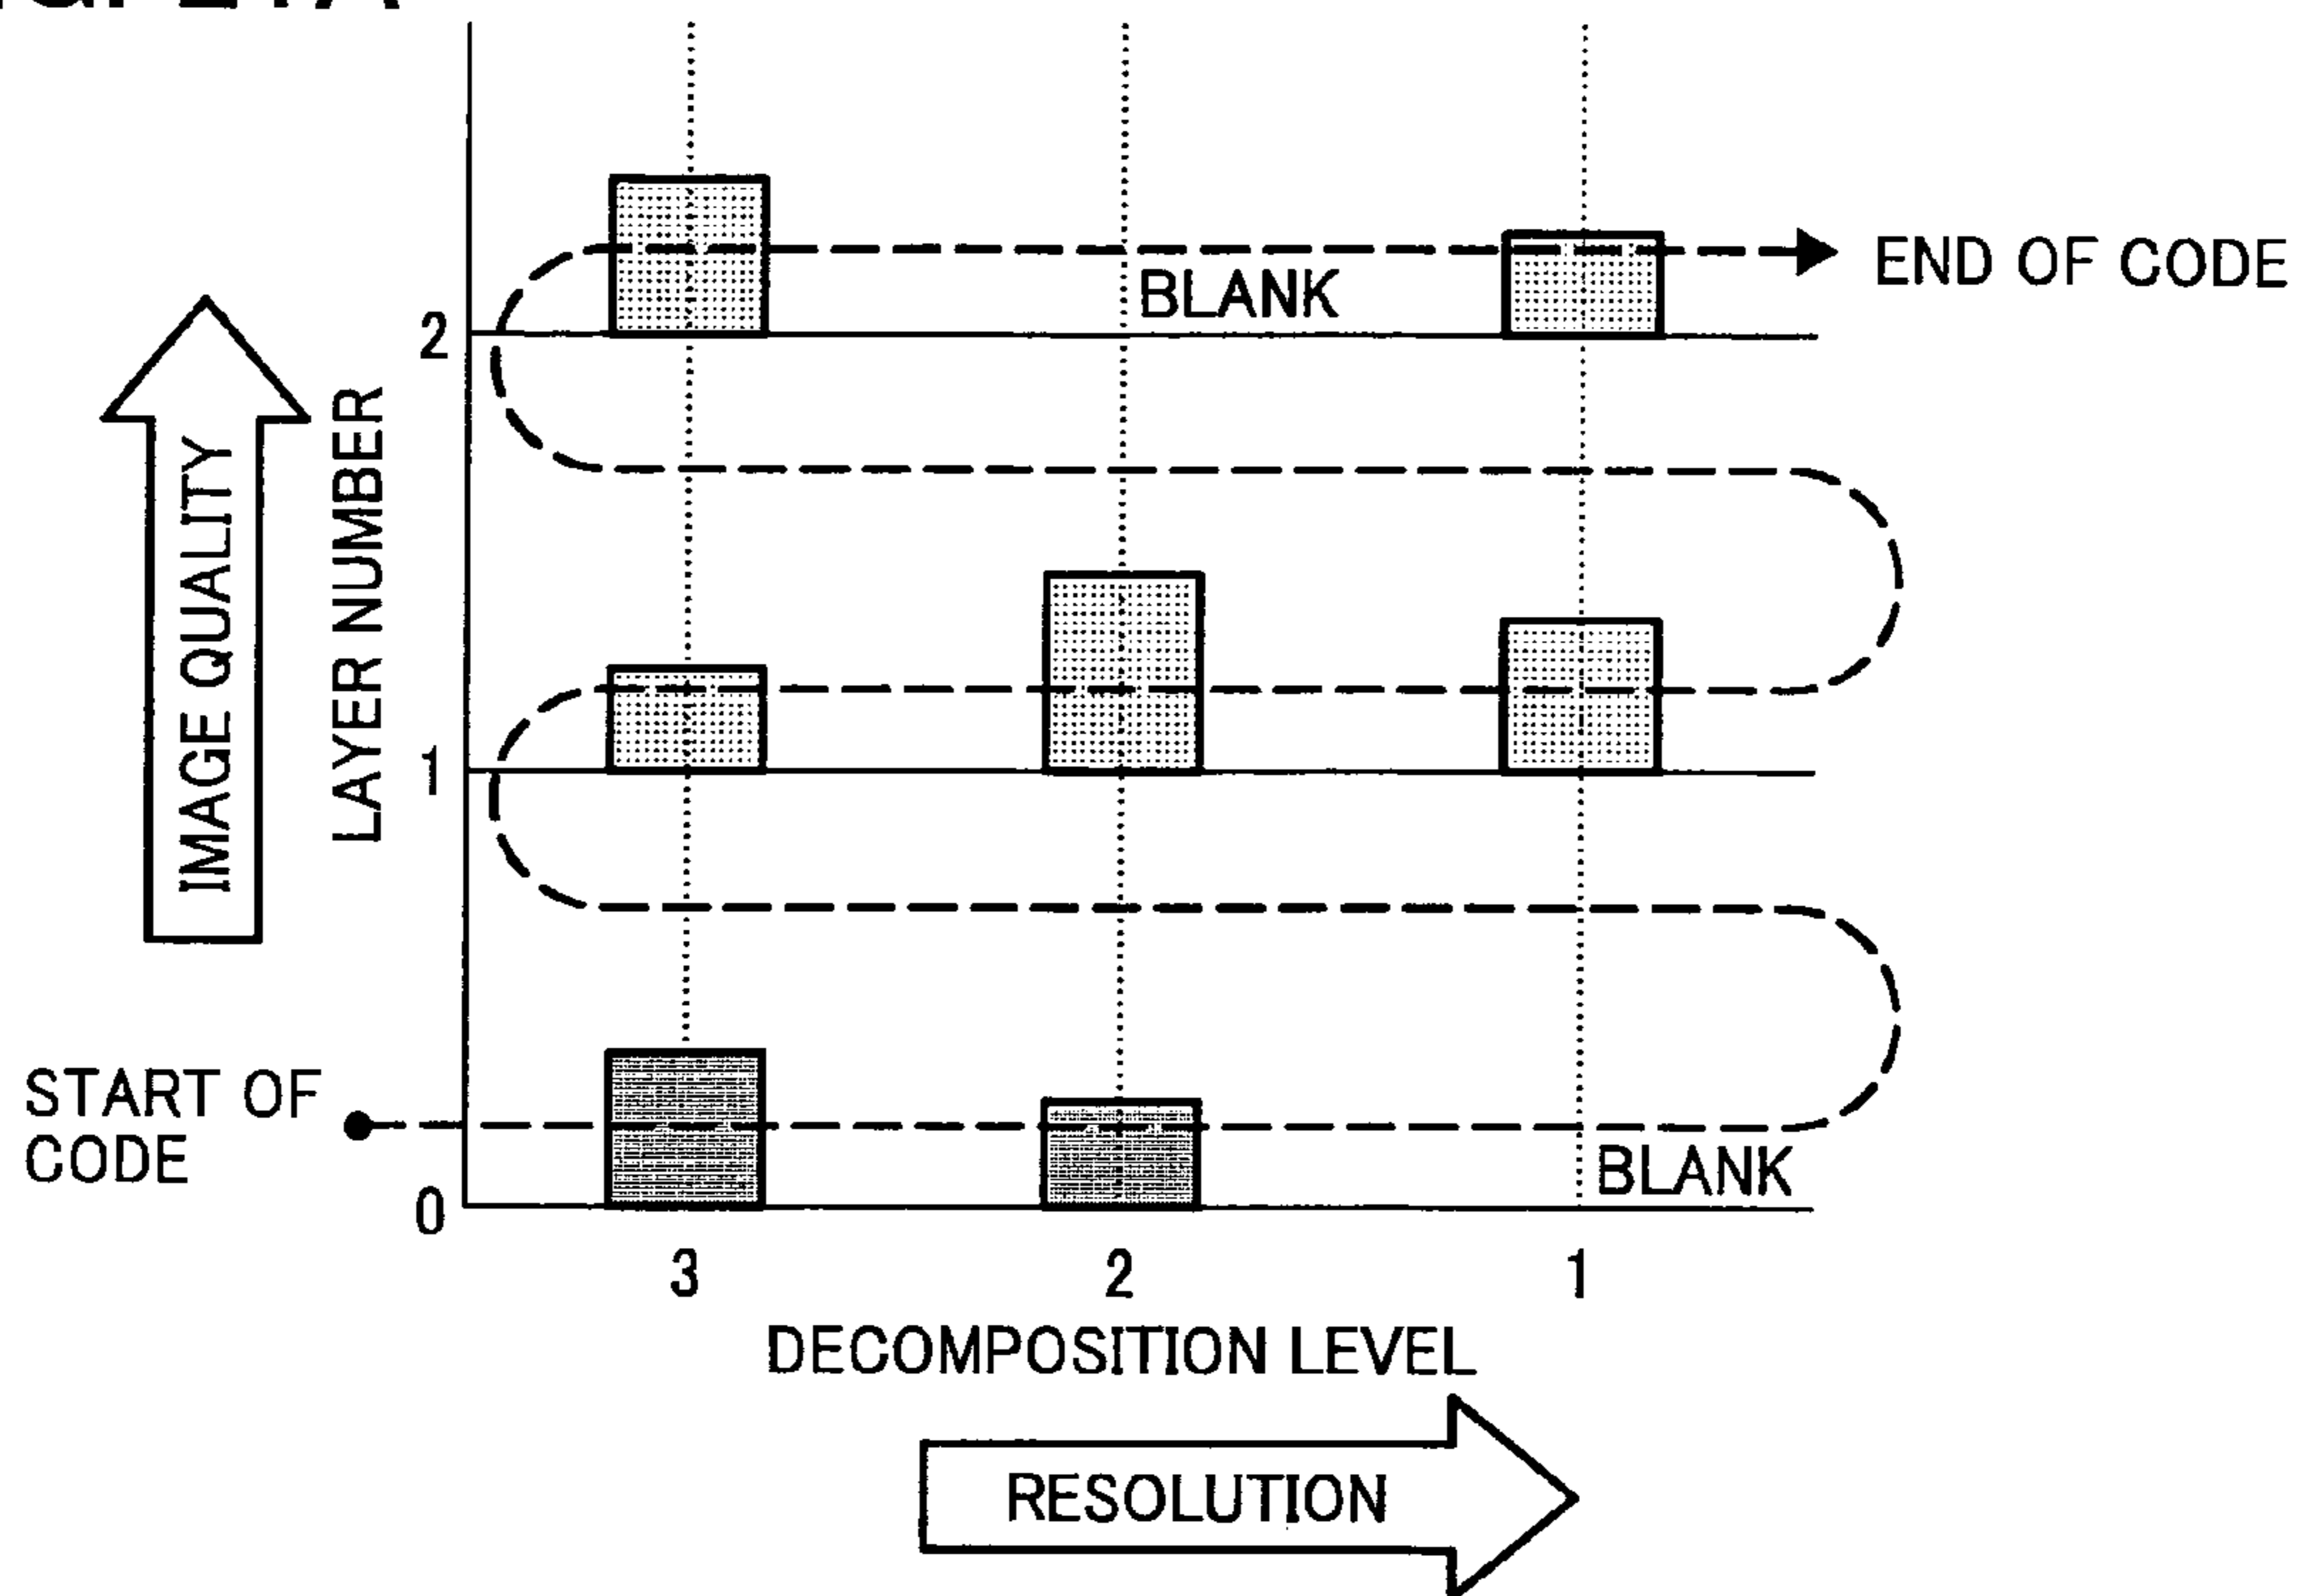 END OF CODE
BLANK
2
IMAGE QUALITY
LAYER NUMBER
1
START OF
CODE
BLANK
0
3 2 1
DECOMPOSITION LEVEL
RESOLUTION